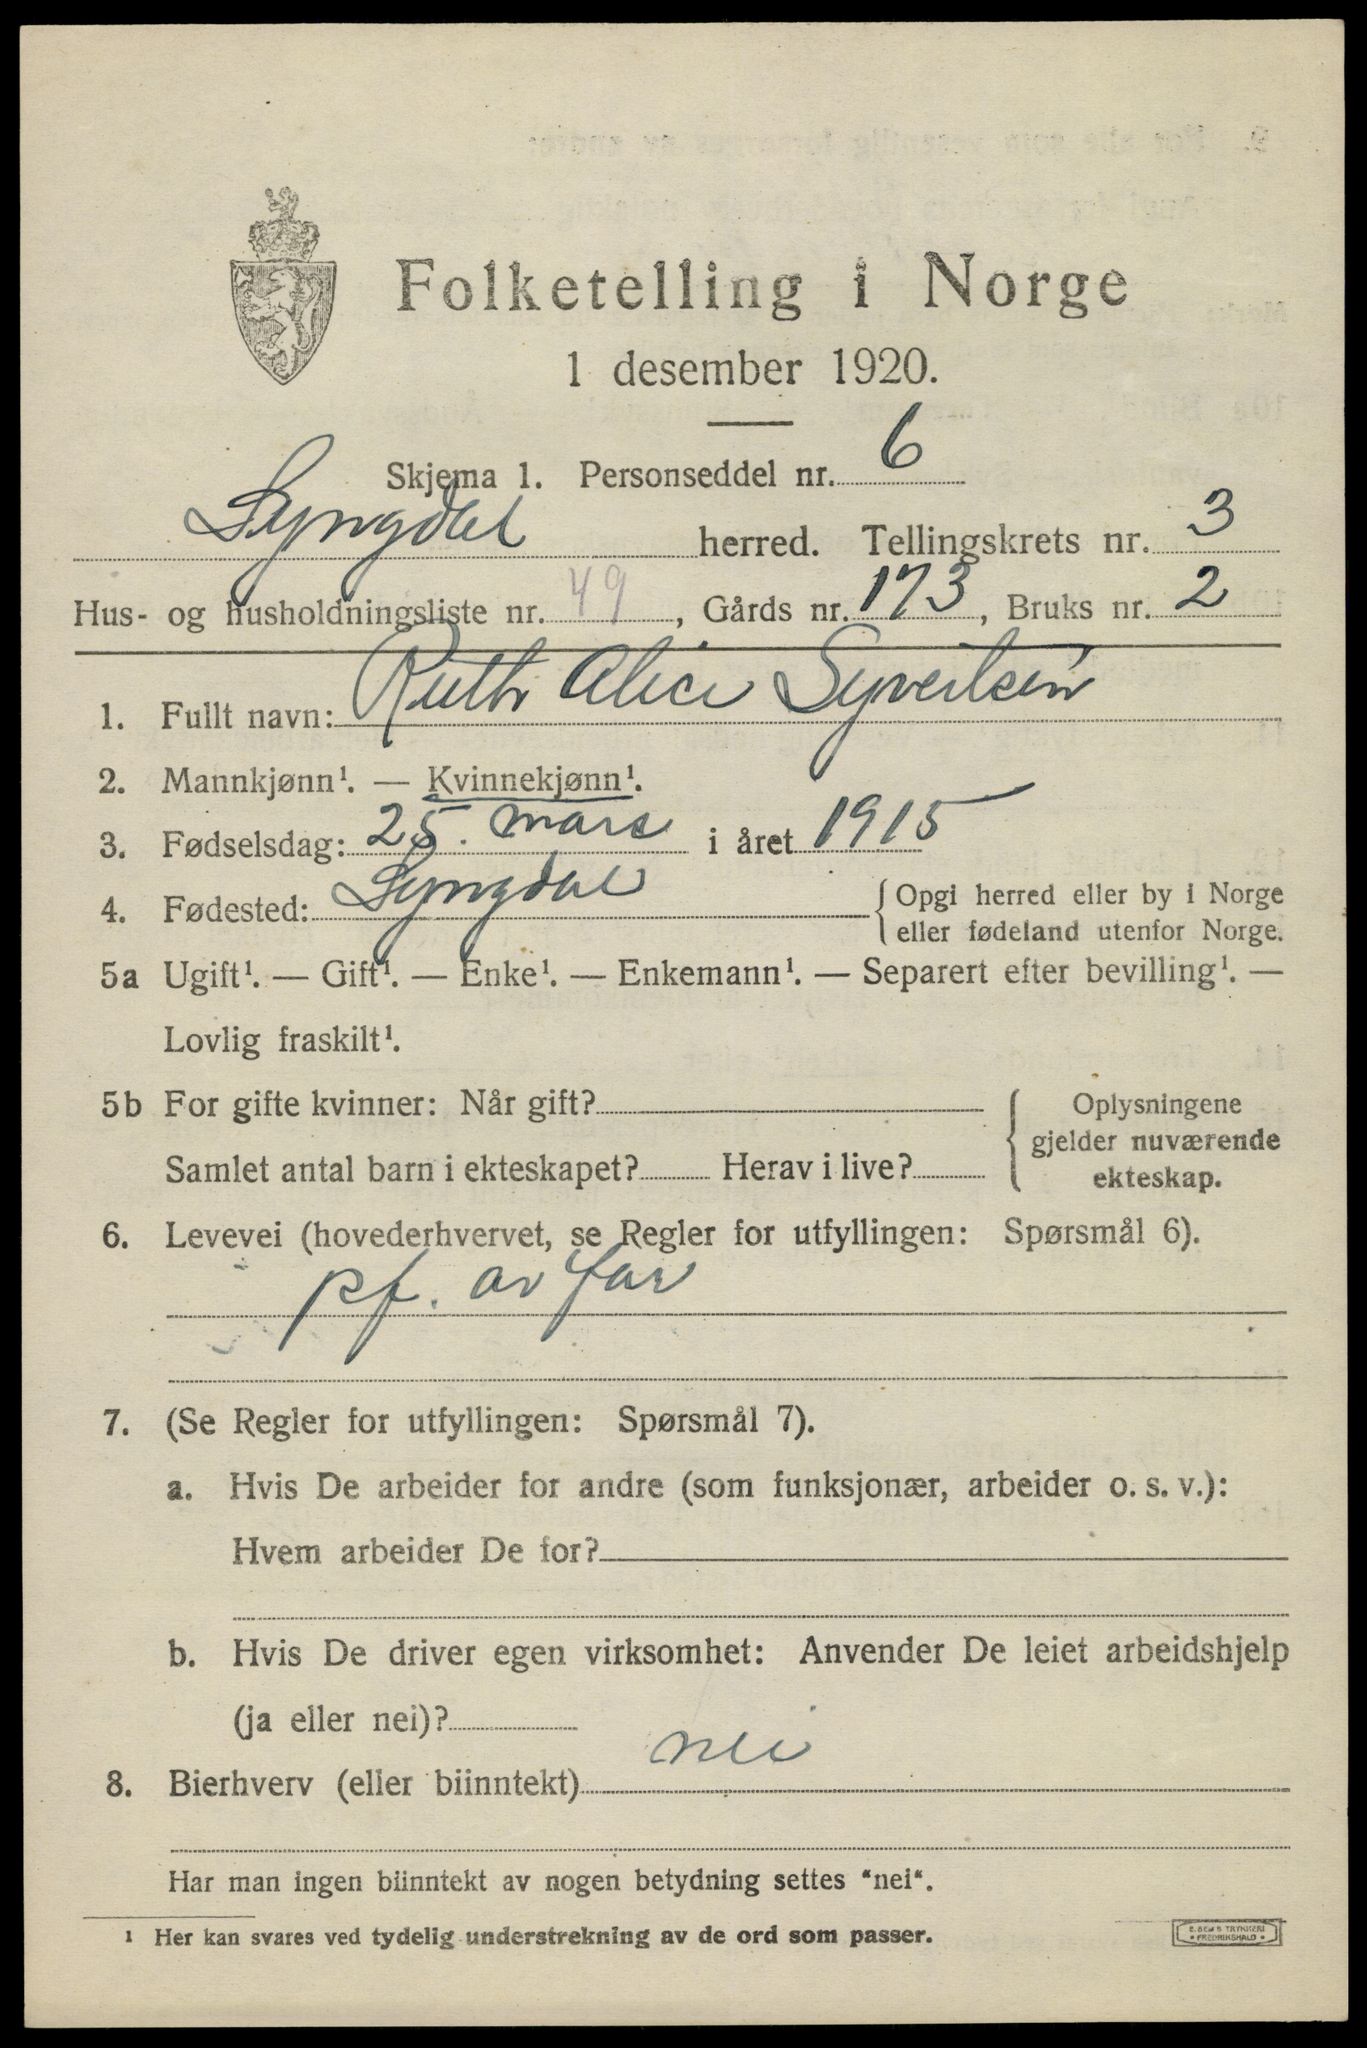 Folketelling i Norge
1 desember 1920.
Skjema 1. Personseddel nr. 6
Lyngdal herred. Tellingskrets nr. 3
Hus- og husholdningsliste nr. 49, Gårds nr. 173, Bruks nr. 2
1. Fullt navn: Ruth Alice Syvertsen
2. Mannkjønn¹. — Kvinnekjønn¹.
3. Fødselsdag: 25. mars i året 1915
4. Fødested: Lyngdal { Opgi herred eller by i Norge
eller fødeland utenfor Norge.
5a Ugift¹. — Gift¹. — Enke¹. — Enkemann¹. — Separert efter bevilling¹. —
Lovlig fraskilt¹.
5b For gifte kvinner: Når gift?
Samlet antal barn i ekteskapet? Herav i live?
{ Oplysningene
gjelder nuværende
ekteskap.
6. Levevei (hovederhvervet, se Regler for utfyllingen: Spørsmål 6).
pf. av far
7. (Se Regler for utfyllingen: Spørsmål 7).
a. Hvis De arbeider for andre (som funksjonær, arbeider o. s. v.):
Hvem arbeider De for?
b. Hvis De driver egen virksomhet: Anvender De leiet arbeidshjelp
(ja eller nei)?
8. Bierhverv (eller biinntekt) nei
Har man ingen biinntekt av nogen betydning settes "nei".
¹ Her kan svares ved tydelig understrekning av de ord som passer.
E. SEM'S TRYKKERI
• FREDRIKSHALD •